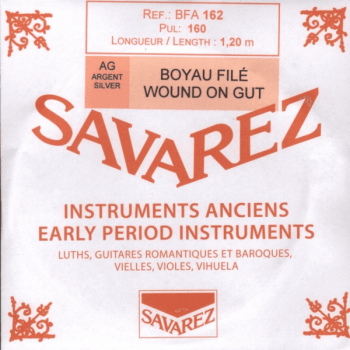 REF.: BFA 162
PUL: 160
LONGUEUR / LENGTH : 1,20 m
AG
ARGENT
SILVER
BOYAU FILÉ
WOUND ON GUT
SAVAREZ
INSTRUMENTS ANCIENS
EARLY PERIOD INSTRUMENTS
LUTHS, GUITARES ROMANTIQUES ET BAROQUES,
VIELLES, VIOLES, VIHUELA
SAVAREZ